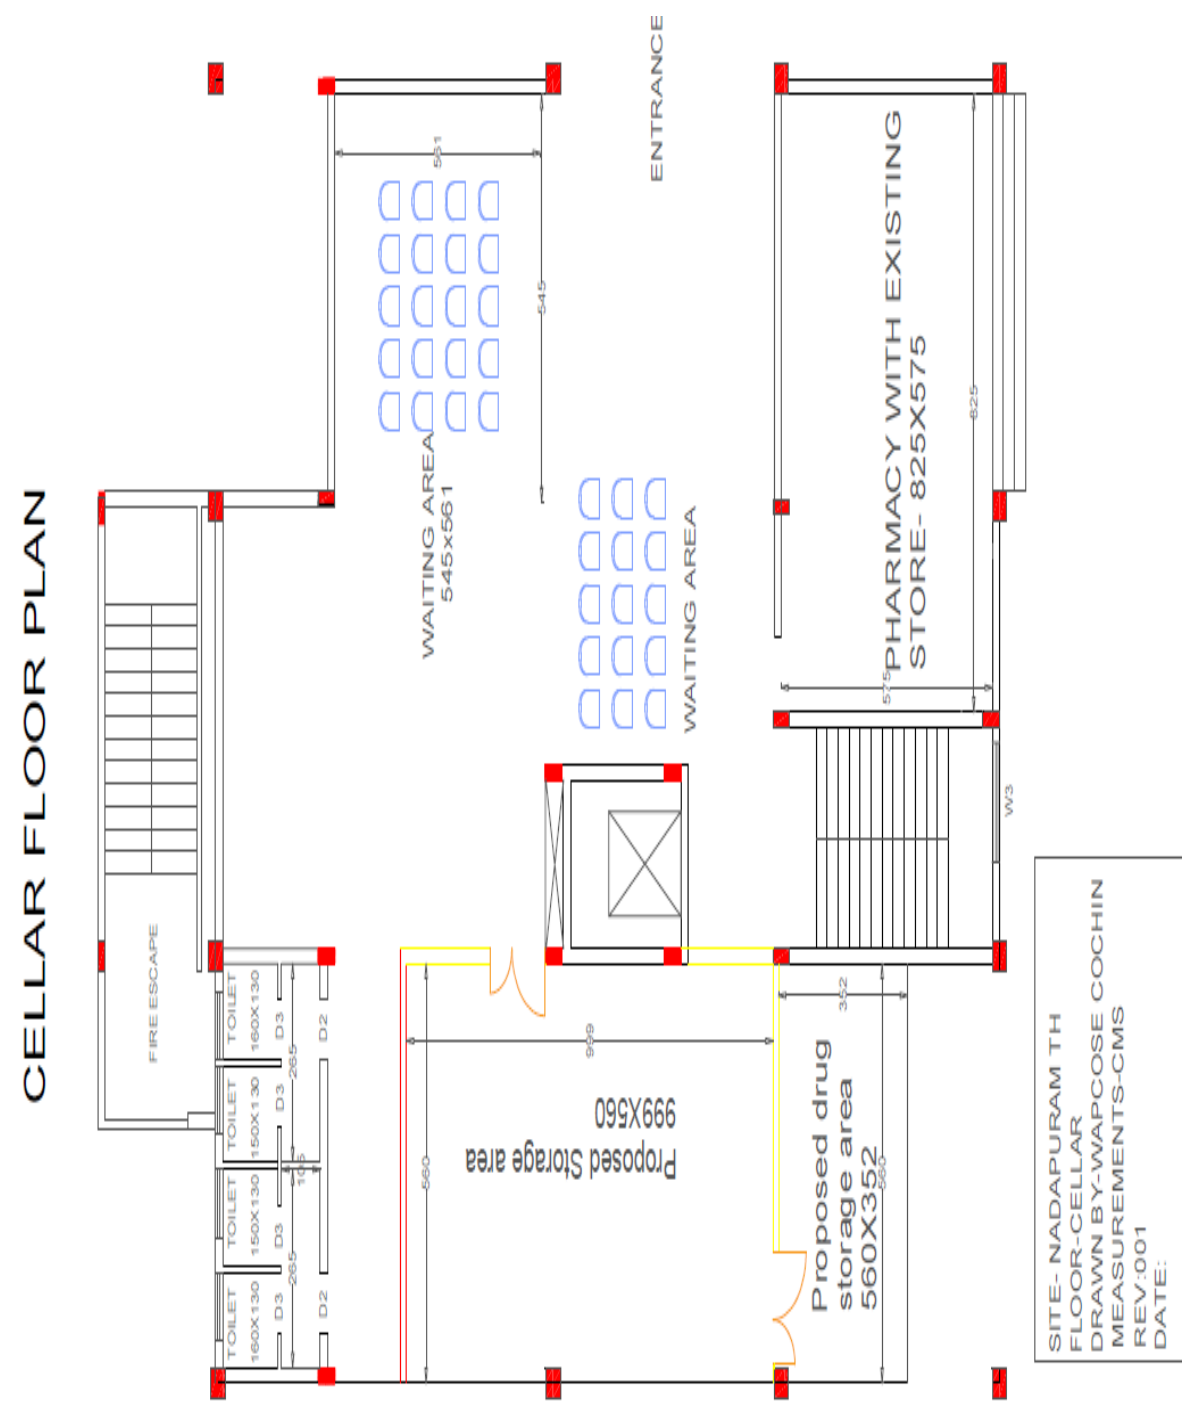 CELLAR FLOOR PLAN
ENTRANCE
561
545
WAITING AREA
545x561
WAITING AREA
PHARMACY WITH EXISTING
STORE- 825X575
825
575
W3
FIRE ESCAPE
TOILET
160X130
D3
D2
TOILET
150X130
D3
265
TOILET
150X130
D3
105
TOILET
160X130
D3
D2
265
999
560
Proposed Storage area
999X560
352
Proposed drug
storage area
560X352
560
SITE- NADAPURAM TH
FLOOR-CELLAR
DRAWN BY-WAPCOSE COCHIN
MEASUREMENTS-CMS
REV:001
DATE: